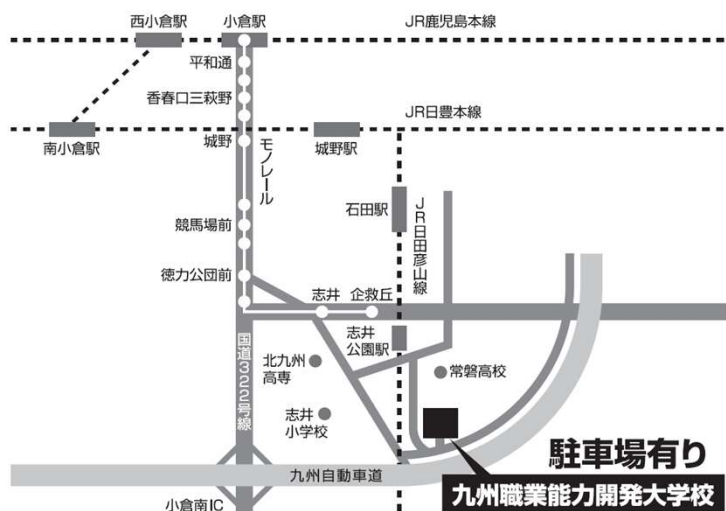 西小倉駅
小倉駅
JR鹿児島本線
平和通
香春口三萩野
JR日豊本線
南小倉駅
城野
モノレール
城野駅
石田駅
JR日田彦山線
競馬場前
徳力公団前
志井
企救丘
国道322号線
志井
公園駅
北九州
高専
常磐高校
志井
小学校
駐車場有り
九州自動車道
九州職業能力開発大学校
小倉南IC